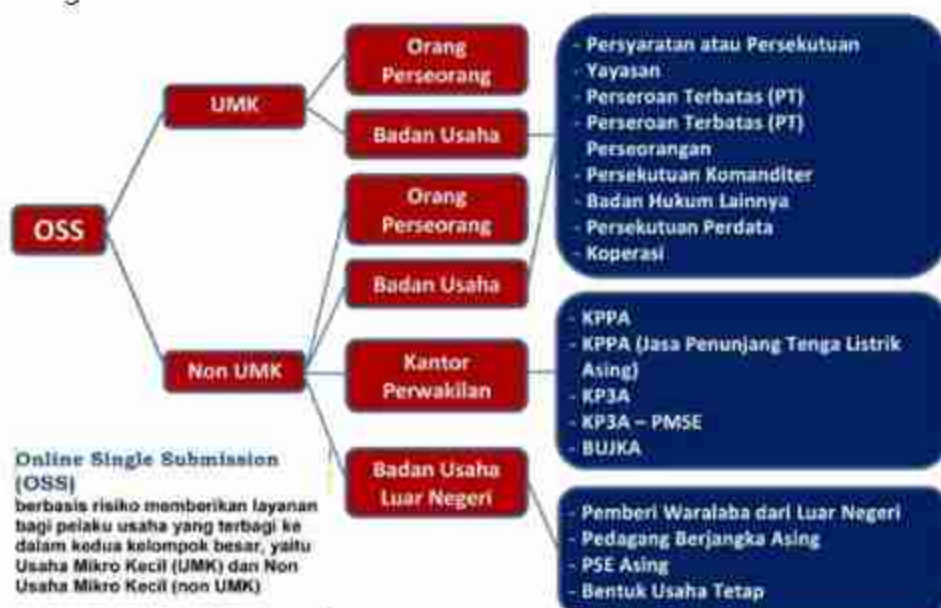 OSS
UMK
Non UMK
Orang
Perseorang
Badan Usaha
Orang
Perseorang
Badan Usaha
Kantor
Perwakilan
Badan Usaha
Luar Negeri
- Persyaratan atau Persekutuan
- Yayasan
- Perseroan Terbatas (PT)
- Perseroan Terbatas (PT)
Perseorangan
- Persekutuan Komanditer
- Badan Hukum Lainnya
- Persekutuan Perdata
- Koperasi
- KPPA
- KPPA (Jasa Penunjang Tenga Listrik
Asing)
- KP3A
- KP3A – PMSE
- BUJKA
- Pemberi Waralaba dari Luar Negeri
- Pedagang Berjangka Asing
- PSE Asing
- Bentuk Usaha Tetap
Online Single Submission
(OSS)
berbasis risiko memberikan layanan
bagi pelaku usaha yang terbagi ke
dalam kedua kelompok besar, yaitu
Usaha Mikro Kecil (UMK) dan Non
Usaha Mikro Kecil (non UMK)